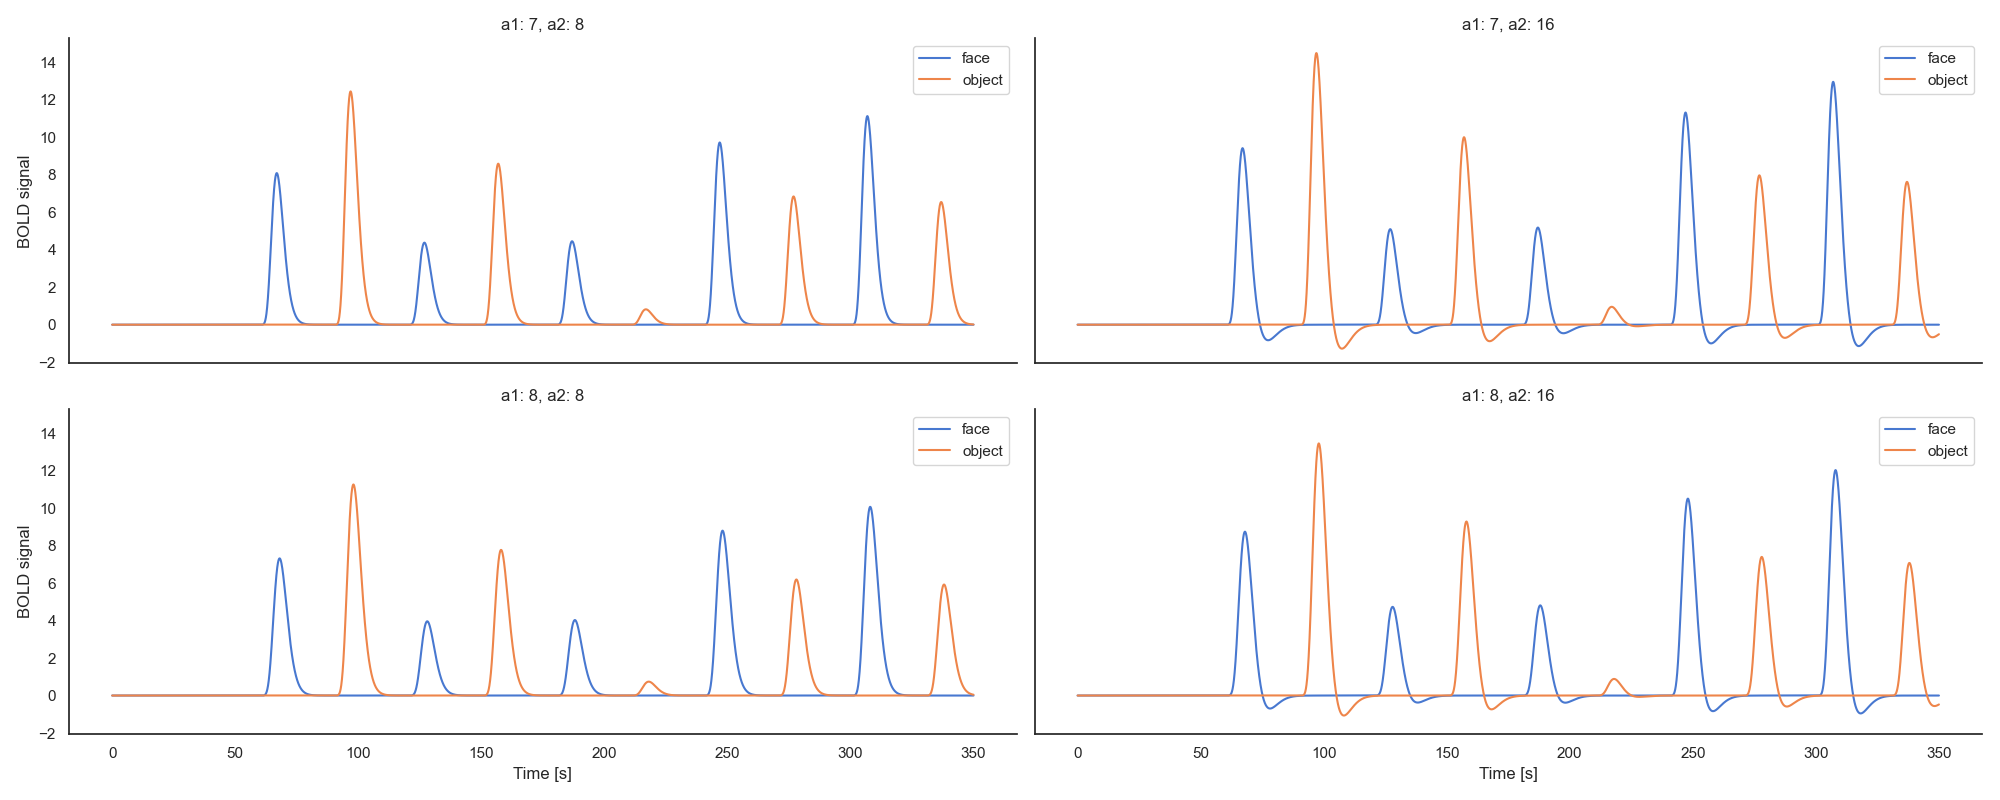 a1: 7, a2: 8
BOLD signal
14
12
10
8
6
4
2
0
−2
face
object
a1: 7, a2: 16
face
object
a1: 8, a2: 8
BOLD signal
14
12
10
8
6
4
2
0
−2
face
object
0 50 100 150 200 250 300 350
Time [s]
a1: 8, a2: 16
face
object
0 50 100 150 200 250 300 350
Time [s]